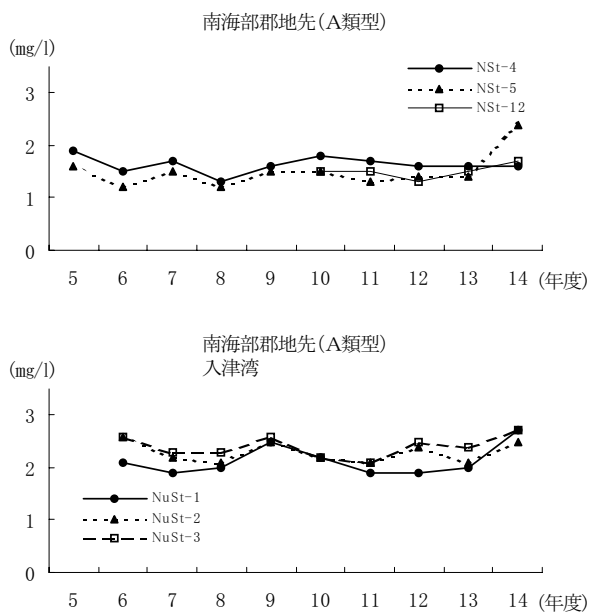 南海部郡地先(A類型)
(mg/l)
NSt-4
NSt-5
NSt-12
3
2
1
0
5 6 7 8 9 10 11 12 13 14 (年度)
南海部郡地先(A類型)
入津湾
(mg/l)
3
2
1
0
NuSt-1
NuSt-2
NuSt-3
5 6 7 8 9 10 11 12 13 14 (年度)